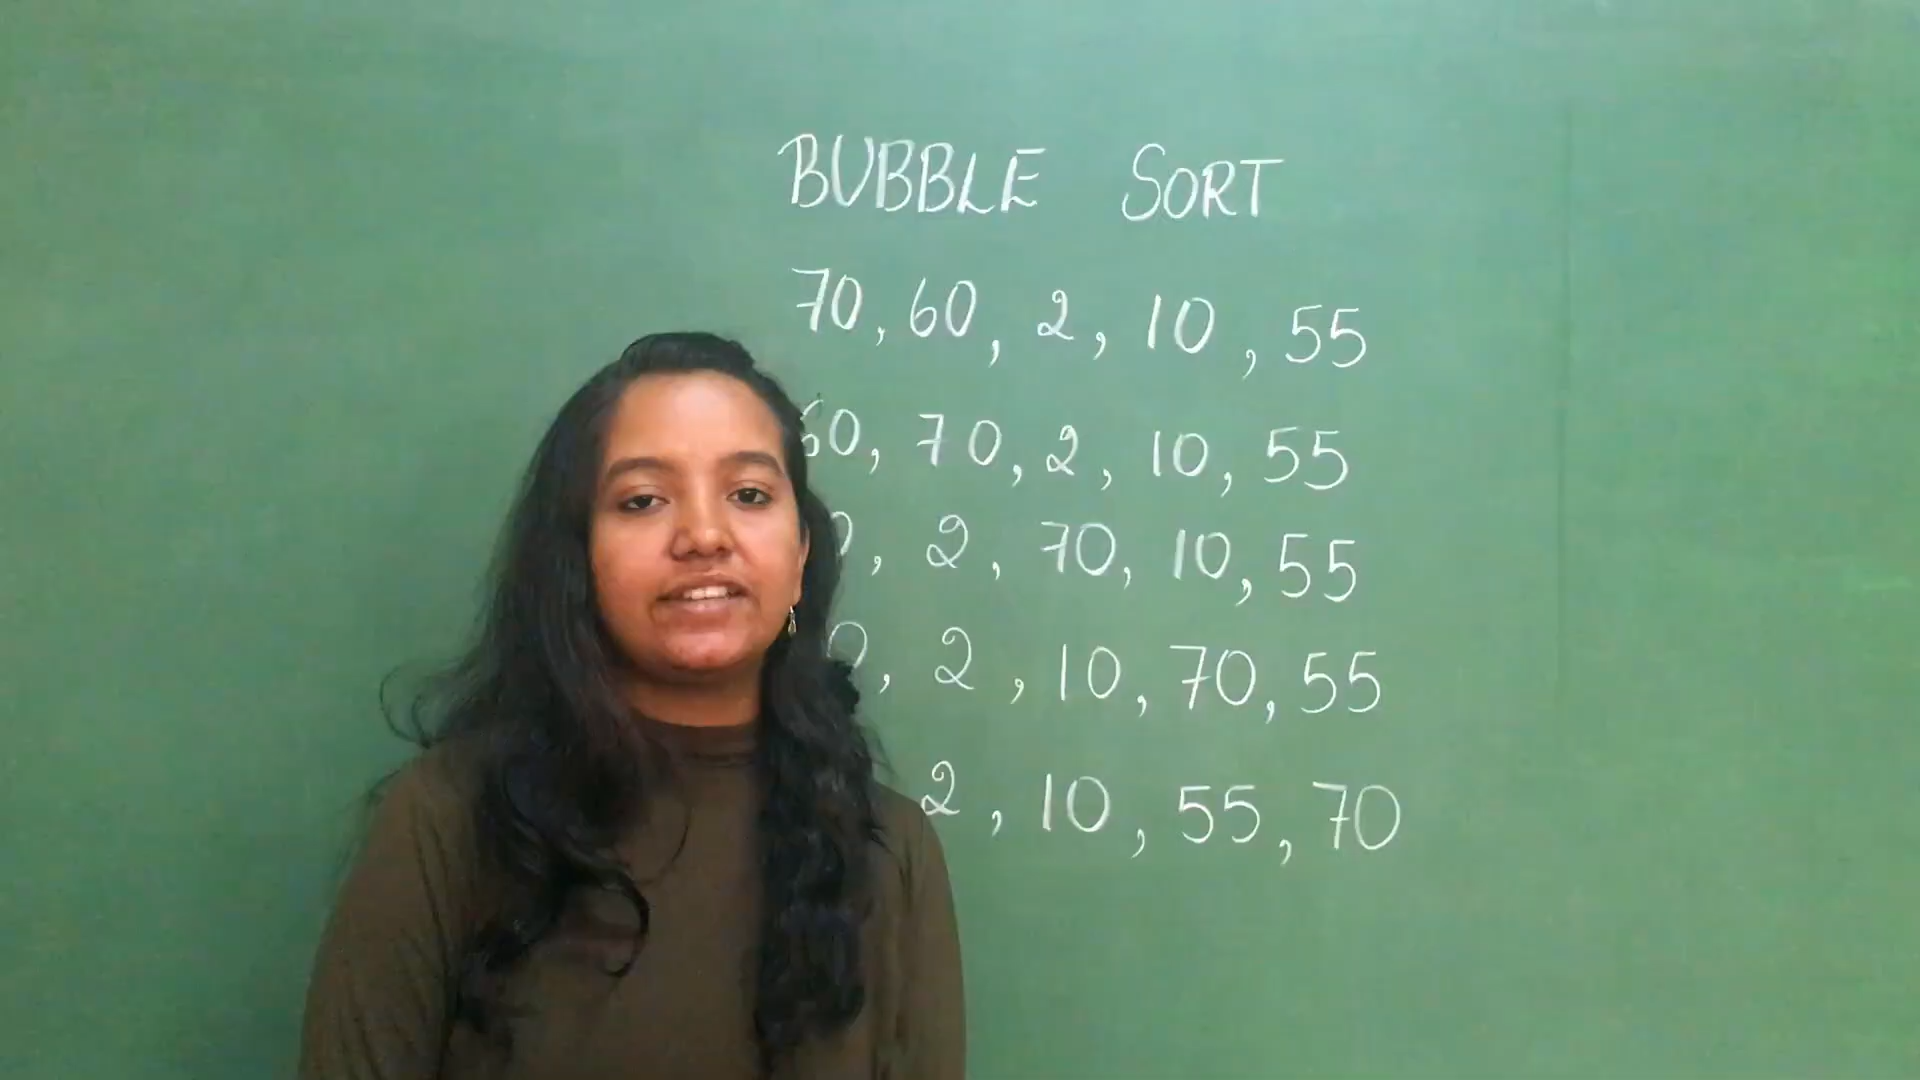 BUBBLE SORT
70, 60, 2, 10, 55
60, 70, 2, 10, 55
, 2, 70, 10, 55
, 2, 10, 70, 55
2, 10, 55, 70